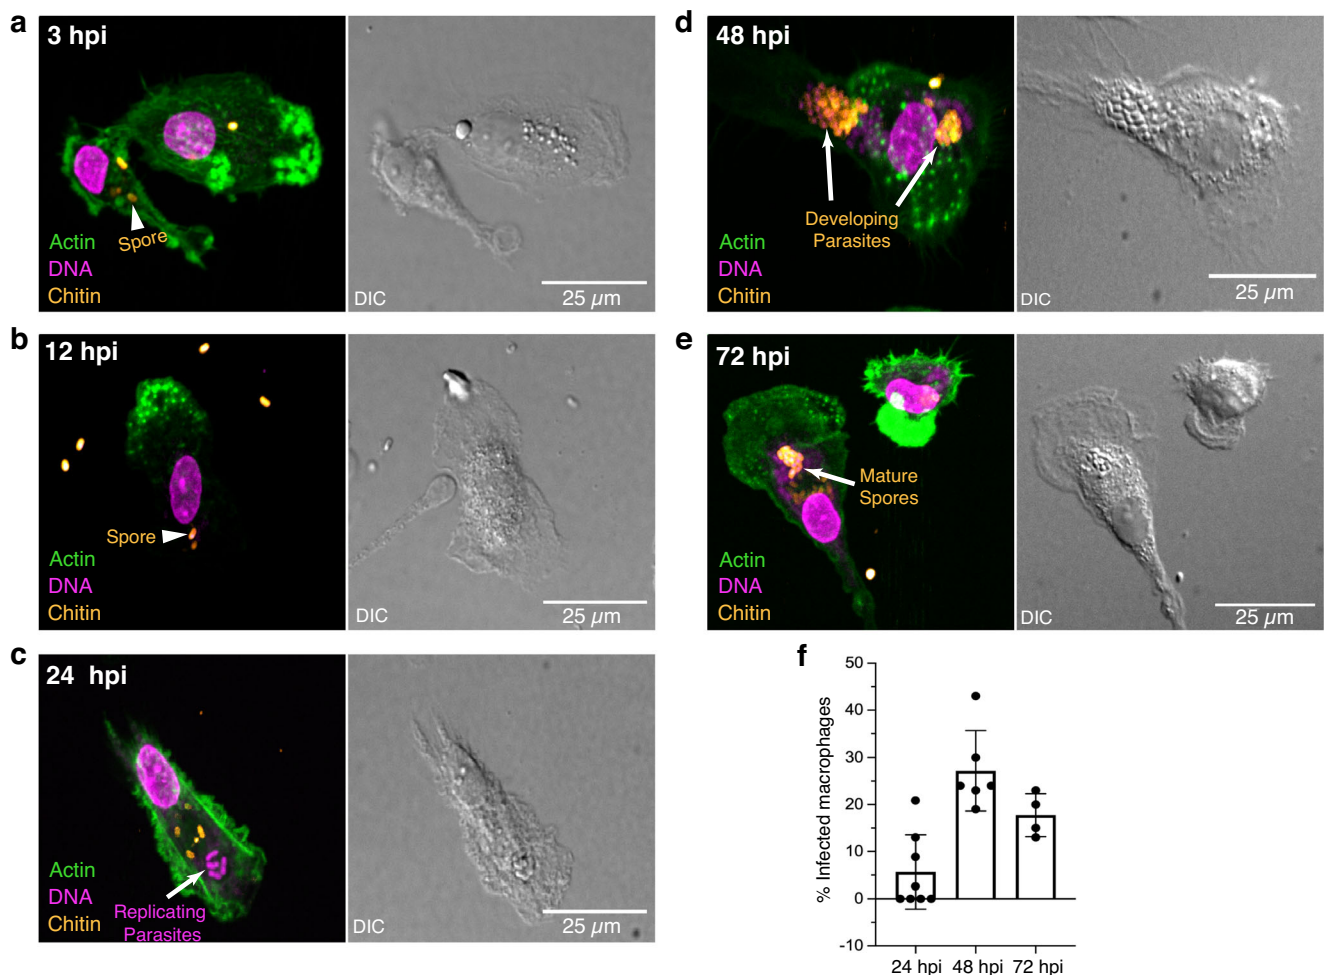 a
3 hpi
Spore
Actin
DNA
Chitin
DIC
25 µm
b
12 hpi
Spore
Actin
DNA
Chitin
DIC
25 µm
c
24 hpi
Actin
DNA
Chitin
Replicating
Parasites
DIC
25 µm
d
48 hpi
Developing
Parasites
Actin
DNA
Chitin
DIC
25 µm
e
72 hpi
Mature
Spores
Actin
DNA
Chitin
DIC
25 µm
f
% Infected macrophages
50
40
30
20
10
0
-10
24 hpi 48 hpi 72 hpi